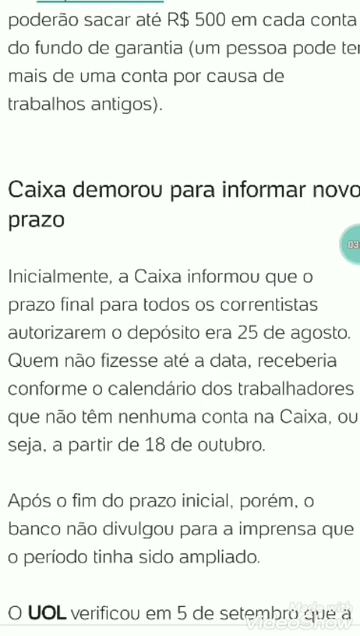 poderão sacar até R$ 500 em cada conta
do fundo de garantia (um pessoa pode ter
mais de uma conta por causa de
trabalhos antigos).
Caixa demorou para informar novo
prazo
03
Inicialmente, a Caixa informou que o
prazo final para todos os correntistas
autorizarem o depósito era 25 de agosto.
Quem não fizesse até a data, receberia
conforme o calendário dos trabalhadores
que não têm nenhuma conta na Caixa, ou
seja, a partir de 18 de outubro.
Após o fim do prazo inicial, porém, o
banco não divulgou para a imprensa que
o período tinha sido ampliado.
O UOL verificou em 5 de setembro que a
Made with
VideoShow